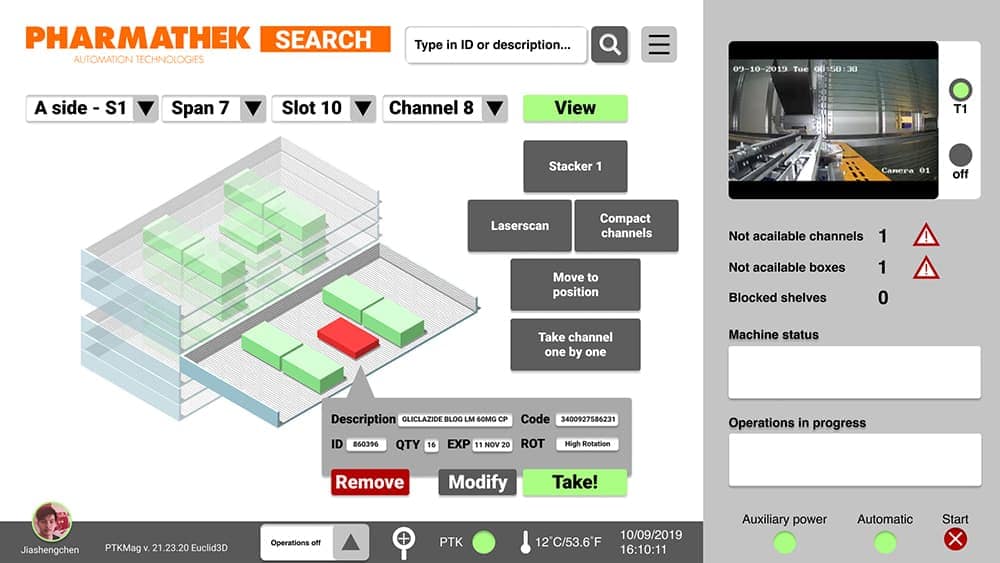 PHARMATHEK SEARCH
AUTOMATION TECHNOLOGIES
Type in ID or description...
A side - S1
Span 7
Slot 10
Channel 8
View
Stacker 1
Laserscan
Compact
channels
Move to
position
Take channel
one by one
Description GLICLAZIDE BLOG LM 60MG CP Code 3400927586231
ID 860396 QTY 16 EXP 11 NOV 20 ROT High Rotation
Remove
Modify
Take!
09-10-2019 Tue 08:50:30
Camera 01
T1
off
Not acailable channels 1
Not available boxes 1
Blocked shelves 0
Machine status
Operations in progress
Auxiliary power
Automatic
Start
Jiashengchen
PTKMag v. 21.23.20 Euclid3D
Operations off
PTK
12°C/53.6°F
10/09/2019
16:10:11